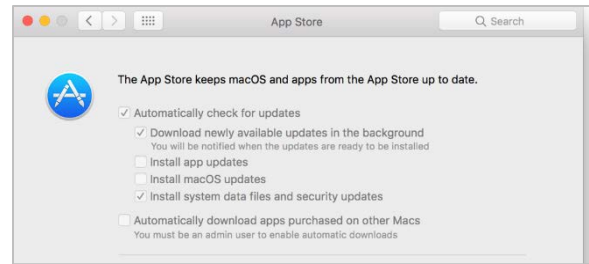 App Store
Search
The App Store keeps macOS and apps from the App Store up to date.
Automatically check for updates
Download newly available updates in the background
You will be notified when the updates are ready to be installed
Install app updates
Install macOS updates
Install system data files and security updates
Automatically download apps purchased on other Macs
You must be an admin user to enable automatic downloads